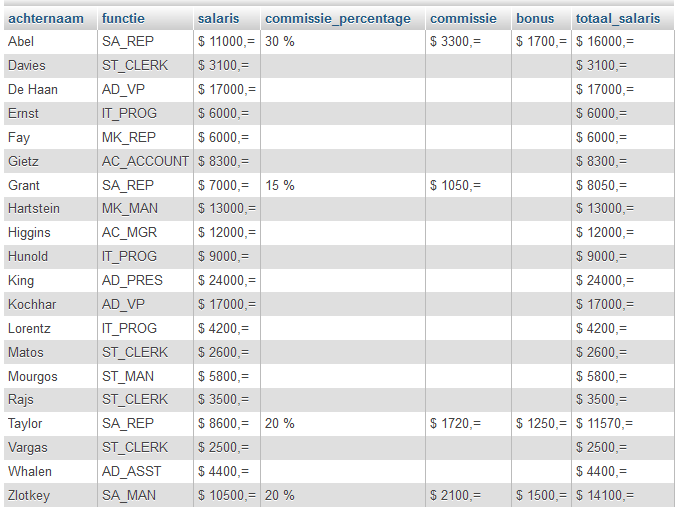 achternaam functie salaris commissie_percentage commissie bonus totaal_salaris
Abel SA_REP $ 11000,= 30 % $ 3300,= $ 1700,= $ 16000,=
Davies ST_CLERK $ 3100,= $ 3100,=
De Haan AD_VP $ 17000,= $ 17000,=
Ernst IT_PROG $ 6000,= $ 6000,=
Fay MK_REP $ 6000,= $ 6000,=
Gietz AC_ACCOUNT $ 8300,= $ 8300,=
Grant SA_REP $ 7000,= 15 % $ 1050,= $ 8050,=
Hartstein MK_MAN $ 13000,= $ 13000,=
Higgins AC_MGR $ 12000,= $ 12000,=
Hunold IT_PROG $ 9000,= $ 9000,=
King AD_PRES $ 24000,= $ 24000,=
Kochhar AD_VP $ 17000,= $ 17000,=
Lorentz IT_PROG $ 4200,= $ 4200,=
Matos ST_CLERK $ 2600,= $ 2600,=
Mourgos ST_MAN $ 5800,= $ 5800,=
Rajs ST_CLERK $ 3500,= $ 3500,=
Taylor SA_REP $ 8600,= 20 % $ 1720,= $ 1250,= $ 11570,=
Vargas ST_CLERK $ 2500,= $ 2500,=
Whalen AD_ASST $ 4400,= $ 4400,=
Zlotkey SA_MAN $ 10500,= 20 % $ 2100,= $ 1500,= $ 14100,=